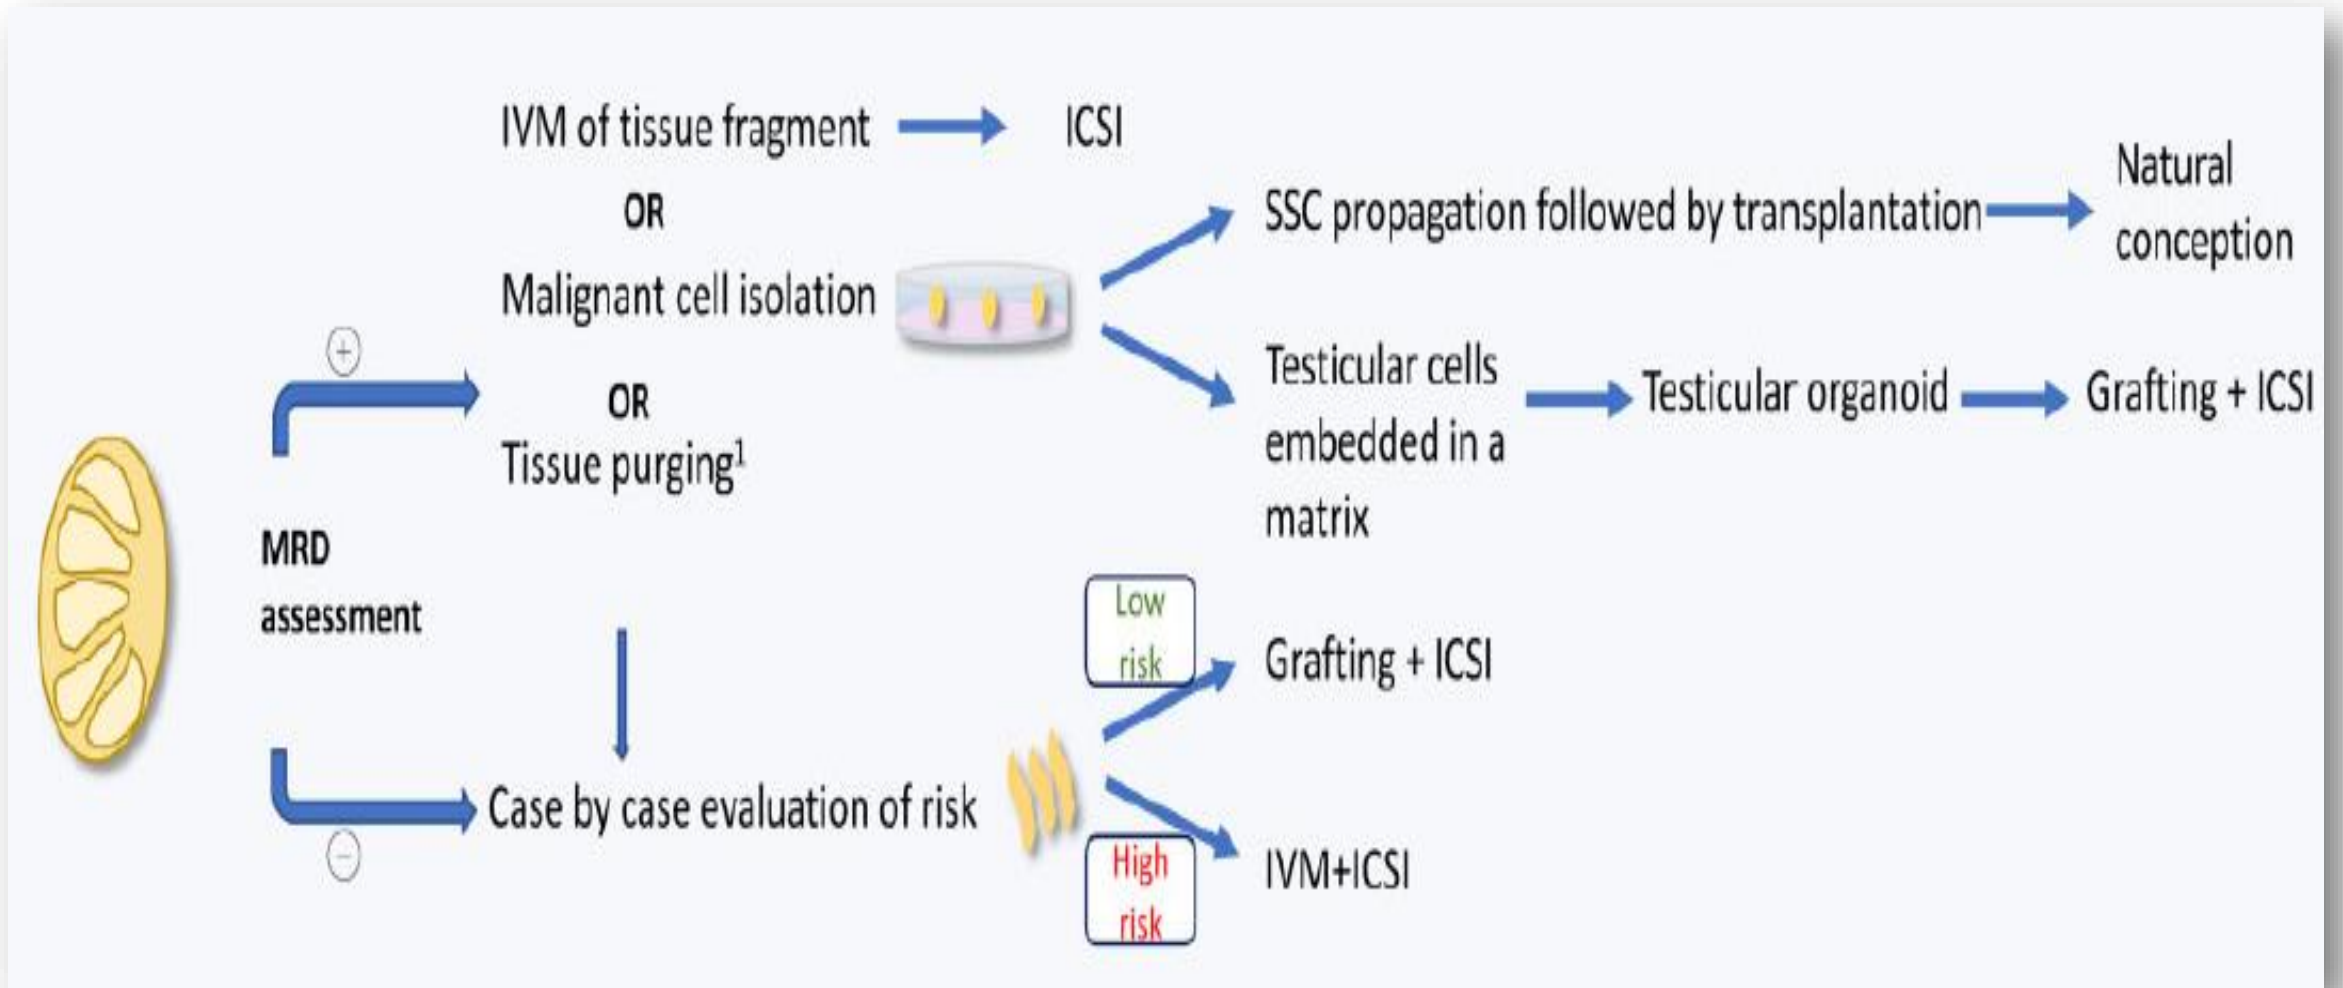 IVM of tissue fragment
ICSI
OR
Malignant cell isolation
SSC propagation followed by transplantation
Natural
conception
+
OR
Tissue purging¹
Testicular cells
embedded in a
matrix
Testicular organoid
Grafting + ICSI
MRD
assessment
Low
risk
Grafting + ICSI
Case by case evaluation of risk
−
High
risk
IVM+ICSI